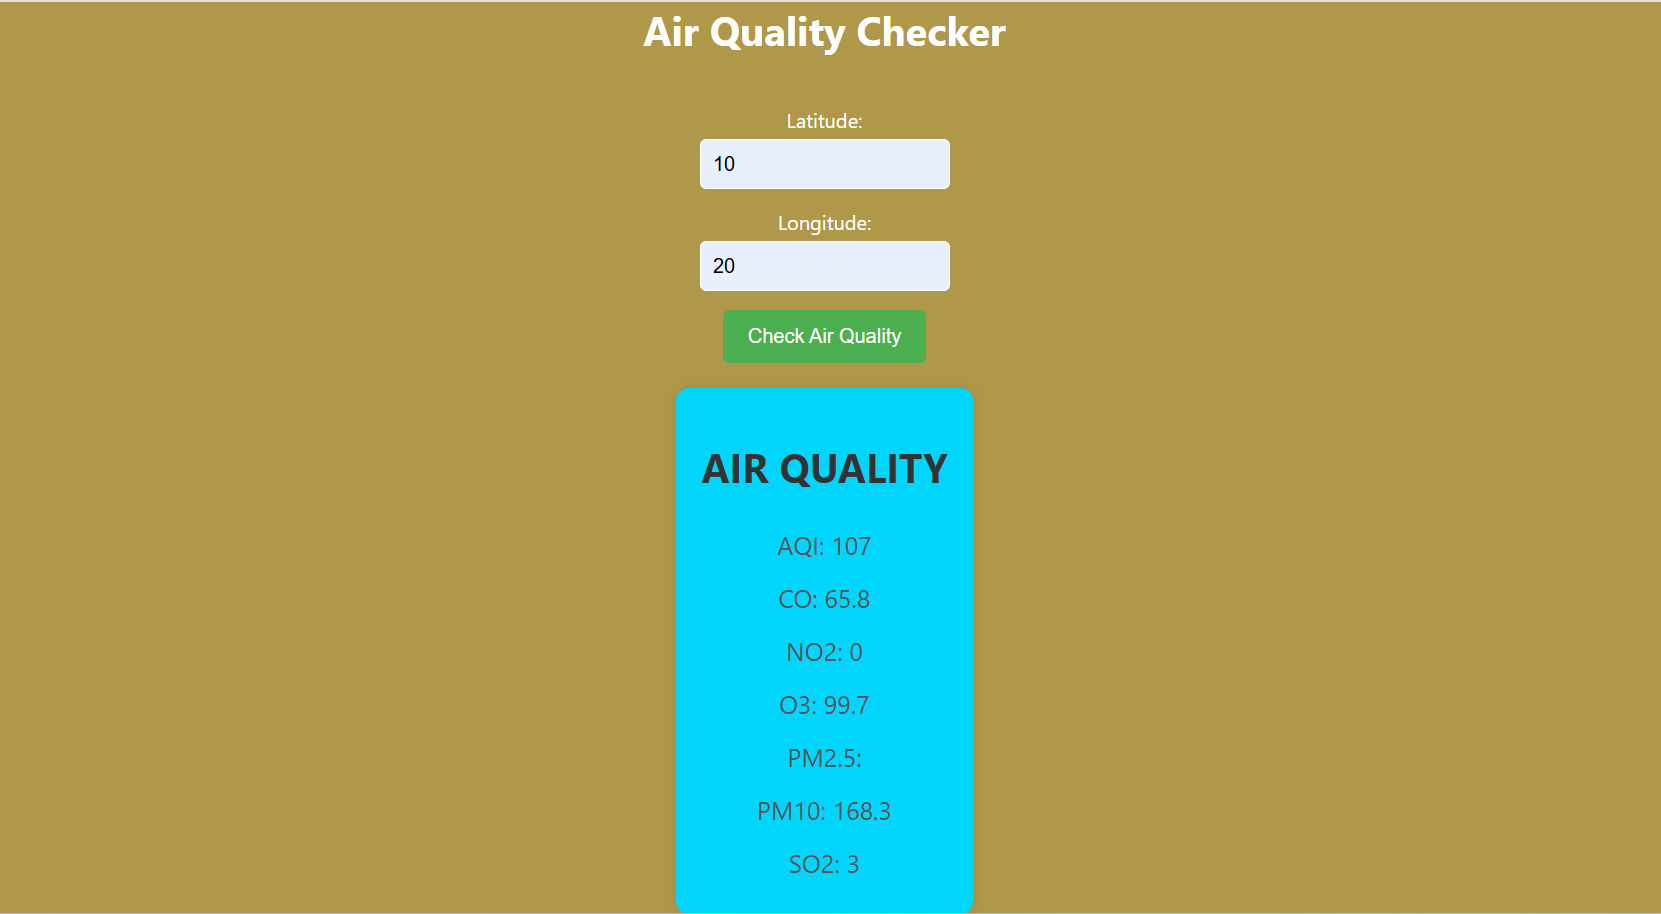 Air Quality Checker
Latitude:
10
Longitude:
20
Check Air Quality
AIR QUALITY
AQI: 107
CO: 65.8
NO2: 0
O3: 99.7
PM2.5:
PM10: 168.3
SO2: 3